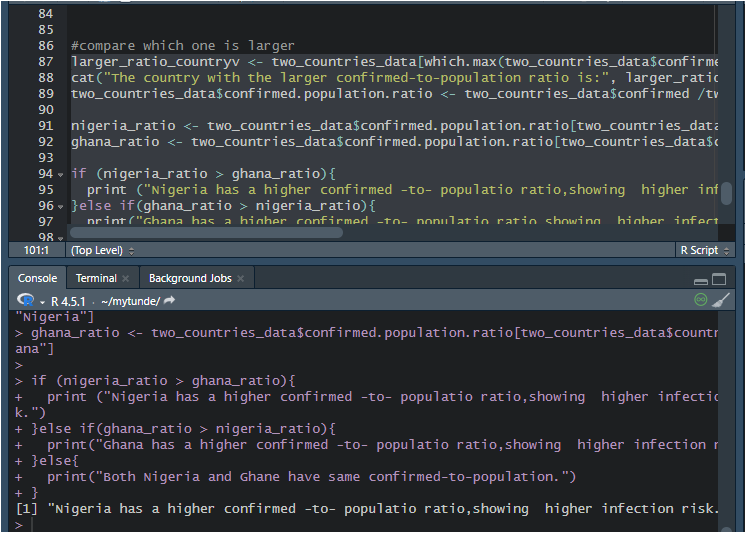 84
85
86 #compare which one is larger
87 larger_ratio_countryv <- two_countries_data[which.max(two_countries_data$confirme
88 cat("The country with the larger confirmed-to-population ratio is:", larger_ratio
89 two_countries_data$confirmed.population.ratio <- two_countries_data$confirmed /tw
90
91 nigeria_ratio <- two_countries_data$confirmed.population.ratio[two_countries_data
92 ghana_ratio <- two_countries_data$confirmed.population.ratio[two_countries_data$c
93
94 if (nigeria_ratio > ghana_ratio){
95   print ("Nigeria has a higher confirmed -to- populatio ratio,showing  higher inf
96 }else if(ghana_ratio > nigeria_ratio){
97   print("Ghana has a higher confirmed -to- populatio ratio,showing  higher infect
98
101:1 (Top Level) R Script
Console Terminal Background Jobs
R 4.5.1 · ~/mytunde/
"Nigeria"]
> ghana_ratio <- two_countries_data$confirmed.population.ratio[two_countries_data$countr
ana"]
>
> if (nigeria_ratio > ghana_ratio){
+   print ("Nigeria has a higher confirmed -to- populatio ratio,showing  higher infectio
k.")
+ }else if(ghana_ratio > nigeria_ratio){
+   print("Ghana has a higher confirmed -to- populatio ratio,showing  higher infection r
+ }else{
+   print("Both Nigeria and Ghane have same confirmed-to-population.")
+ }
[1] "Nigeria has a higher confirmed -to- populatio ratio,showing  higher infection risk.
>